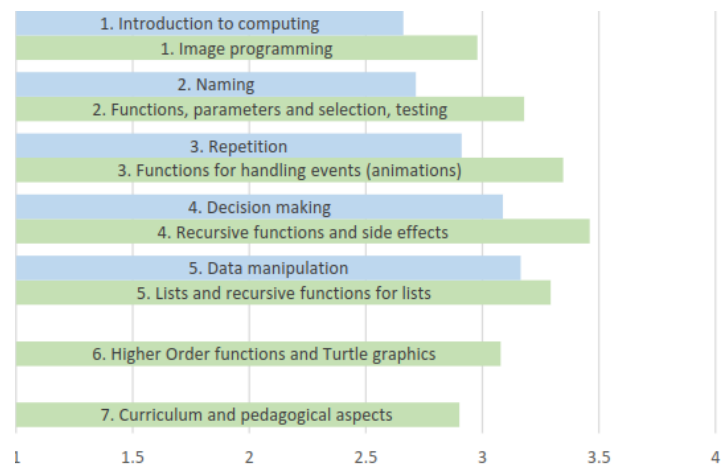 1. Introduction to computing
1. Image programming
2. Naming
2. Functions, parameters and selection, testing
3. Repetition
3. Functions for handling events (animations)
4. Decision making
4. Recursive functions and side effects
5. Data manipulation
5. Lists and recursive functions for lists
6. Higher Order functions and Turtle graphics
7. Curriculum and pedagogical aspects
1 1.5 2 2.5 3 3.5 4